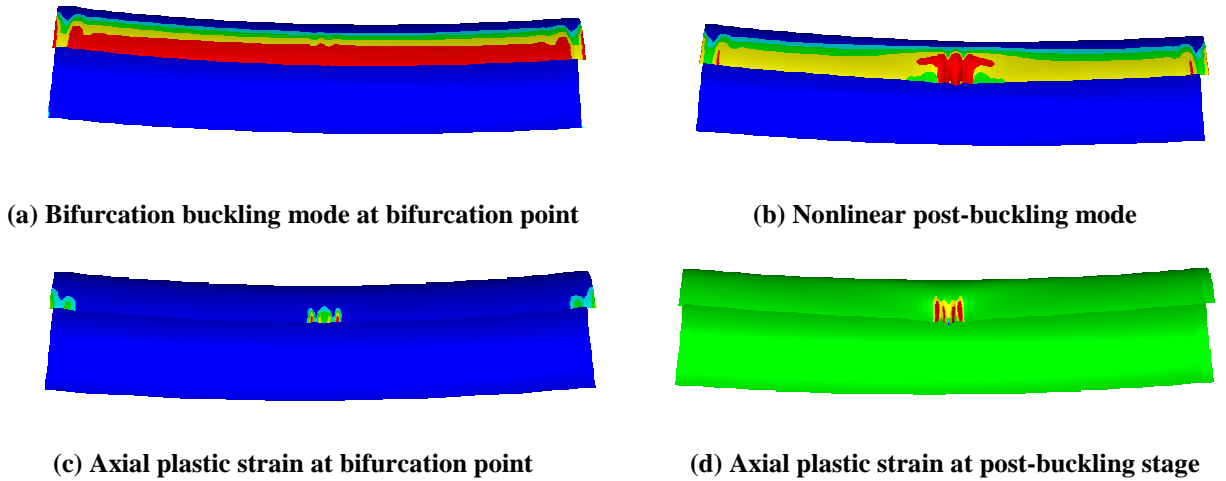 (a) Bifurcation buckling mode at bifurcation point
(b) Nonlinear post-buckling mode
(c) Axial plastic strain at bifurcation point
(d) Axial plastic strain at post-buckling stage